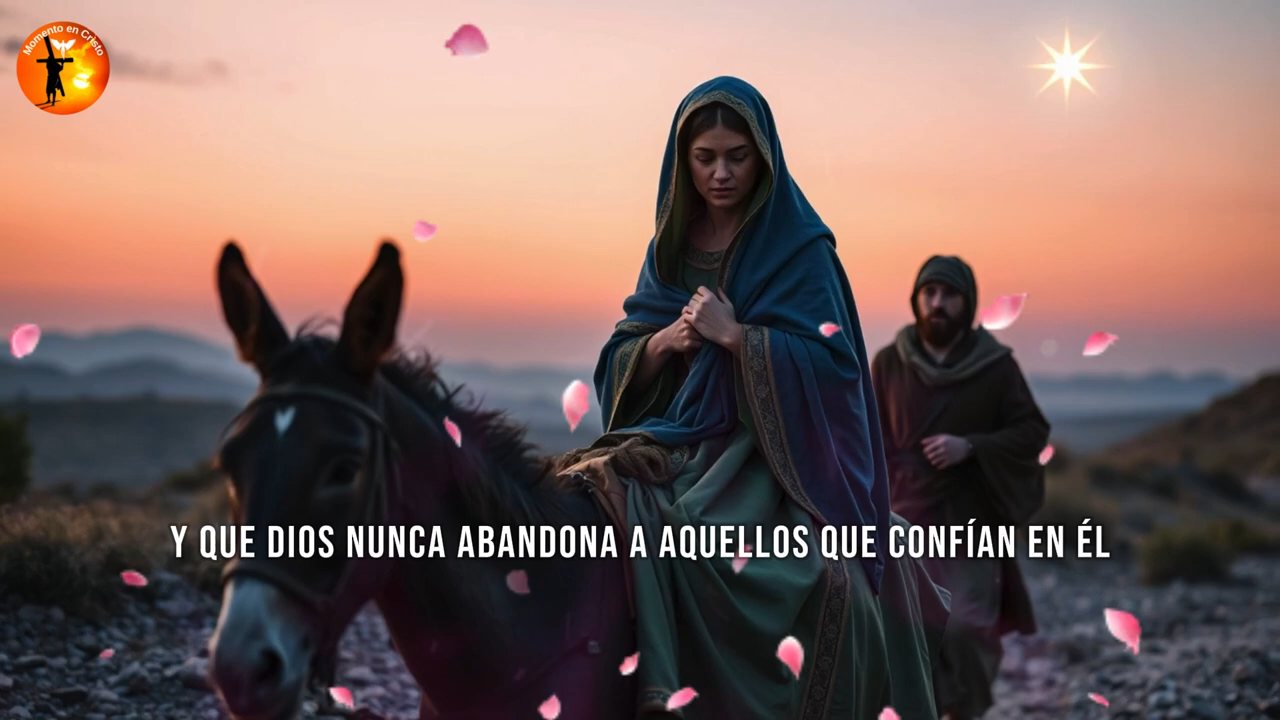 Momento en Cristo
Y QUE DIOS NUNCA ABANDONA A AQUELLOS QUE CONFÍAN EN ÉL